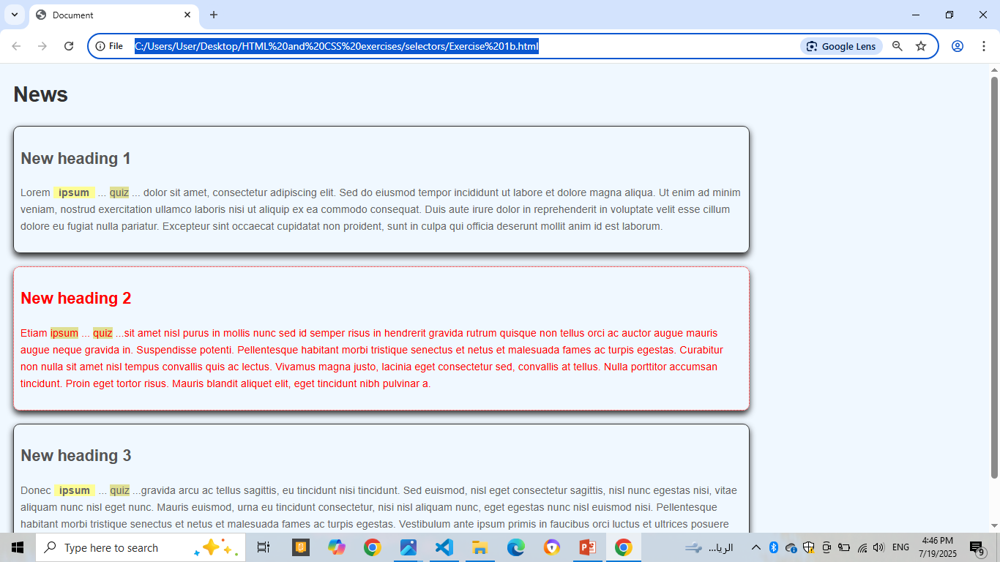 Document
File
C:/Users/User/Desktop/HTML%20and%20CSS%20exercises/selectors/Exercise%201b.html
Google Lens
News
New heading 1
Lorem ipsum ... quiz ... dolor sit amet, consectetur adipiscing elit. Sed do eiusmod tempor incididunt ut labore et dolore magna aliqua. Ut enim ad minim
veniam, nostrud exercitation ullamco laboris nisi ut aliquip ex ea commodo consequat. Duis aute irure dolor in reprehenderit in voluptate velit esse cillum
dolore eu fugiat nulla pariatur. Excepteur sint occaecat cupidatat non proident, sunt in culpa qui officia deserunt mollit anim id est laborum.
New heading 2
Etiam ipsum ... quiz ...sit amet nisl purus in mollis nunc sed id semper risus in hendrerit gravida rutrum quisque non tellus orci ac auctor augue mauris
augue neque gravida in. Suspendisse potenti. Pellentesque habitant morbi tristique senectus et netus et malesuada fames ac turpis egestas. Curabitur
non nulla sit amet nisl tempus convallis quis ac lectus. Vivamus magna justo, lacinia eget consectetur sed, convallis at tellus. Nulla porttitor accumsan
tincidunt. Proin eget tortor risus. Mauris blandit aliquet elit, eget tincidunt nibh pulvinar a.
New heading 3
Donec ipsum ... quiz ...gravida arcu ac tellus sagittis, eu tincidunt nisi tincidunt. Sed euismod, nisl eget consectetur sagittis, nisl nunc egestas nisi, vitae
aliquam nunc nisl eget nunc. Mauris euismod, urna eu tincidunt consectetur, nisi nisl aliquam nunc, eget egestas nunc nisl euismod nisi. Pellentesque
habitant morbi tristique senectus et netus et malesuada fames ac turpis egestas. Vestibulum ante ipsum primis in faucibus orci luctus et ultrices posuere
Type here to search
الريا...
ENG
4:46 PM
7/19/2025
9